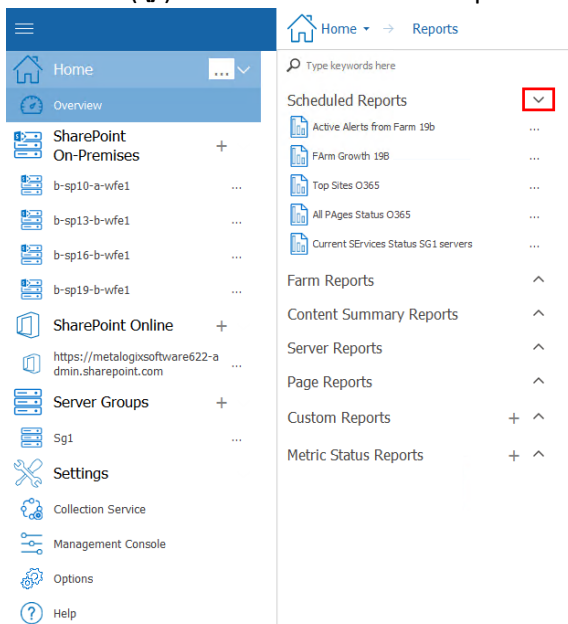 Home
Overview
SharePoint
On-Premises
+
b-sp10-a-wfe1
...
b-sp13-b-wfe1
...
b-sp16-b-wfe1
...
b-sp19-b-wfe1
...
SharePoint Online
+
https://metalogixsoftware622-a
dmin.sharepoint.com
...
Server Groups
+
Sg1
...
Settings
Collection Service
Management Console
Options
Help
Home → Reports
Type keywords here
Scheduled Reports
Active Alerts from Farm 19b
...
FArm Growth 19B
...
Top Sites O365
...
All PAges Status O365
...
Current SErvices Status SG1 servers
...
Farm Reports
Content Summary Reports
Server Reports
Page Reports
Custom Reports
+
Metric Status Reports
+